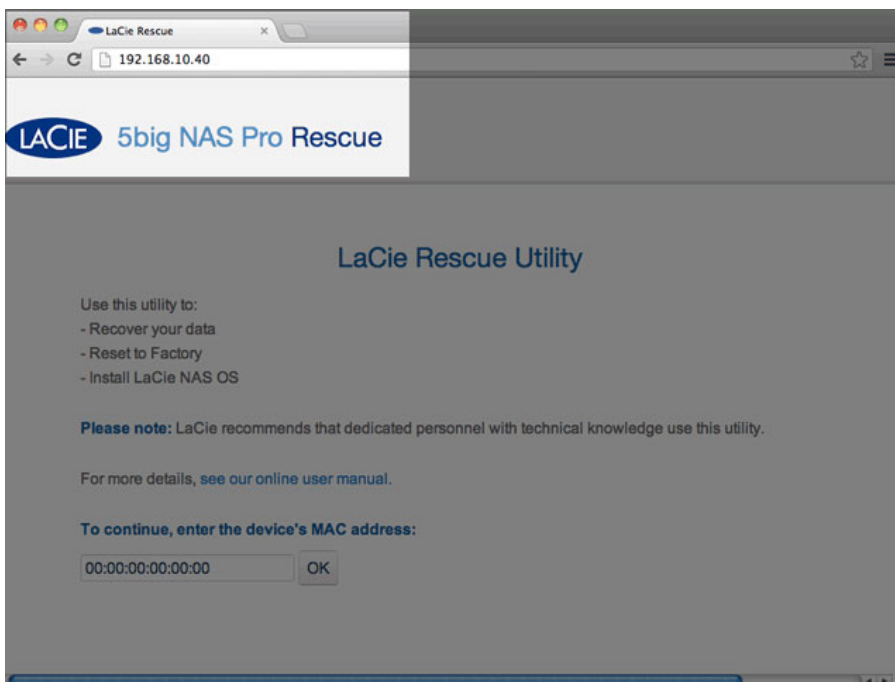 LaCie Rescue
192.168.10.40
LACIE 5big NAS Pro Rescue
LaCie Rescue Utility
Use this utility to:
- Recover your data
- Reset to Factory
- Install LaCie NAS OS
Please note: LaCie recommends that dedicated personnel with technical knowledge use this utility.
For more details, see our online user manual.
To continue, enter the device's MAC address:
00:00:00:00:00:00 OK